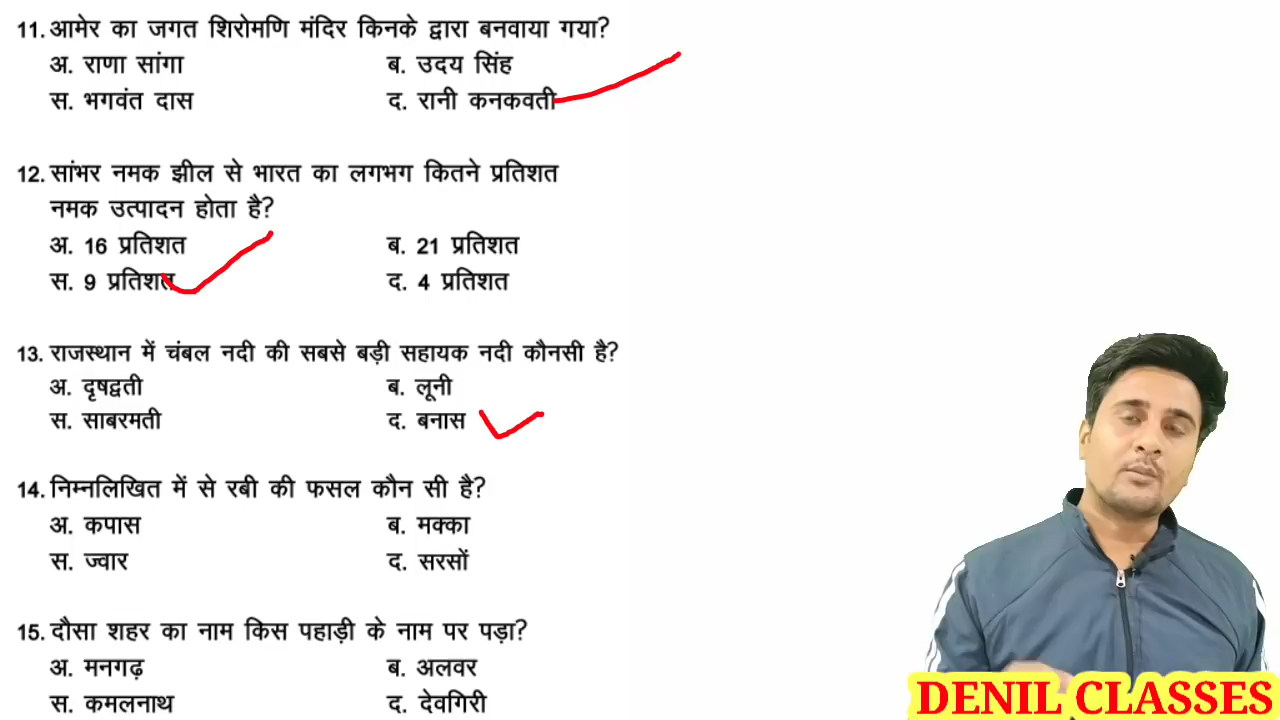 11. आमेर का जगत शिरोमणि मंदिर किनके द्वारा बनवाया गया?
अ. राणा सांगा ब. उदय सिंह
स. भगवंत दास द. रानी कनकवती
12. सांभर नमक झील से भारत का लगभग कितने प्रतिशत
नमक उत्पादन होता है?
अ. 16 प्रतिशत ब. 21 प्रतिशत
स. 9 प्रतिशत द. 4 प्रतिशत
13. राजस्थान में चंबल नदी की सबसे बड़ी सहायक नदी कौनसी है?
अ. दृषद्वती ब. लूनी
स. साबरमती द. बनास
14. निम्नलिखित में से रबी की फसल कौन सी है?
अ. कपास ब. मक्का
स. ज्वार द. सरसों
15. दौसा शहर का नाम किस पहाड़ी के नाम पर पड़ा?
अ. मनगढ़ ब. अलवर
स. कमलनाथ द. देवगिरी
DENIL CLASSES